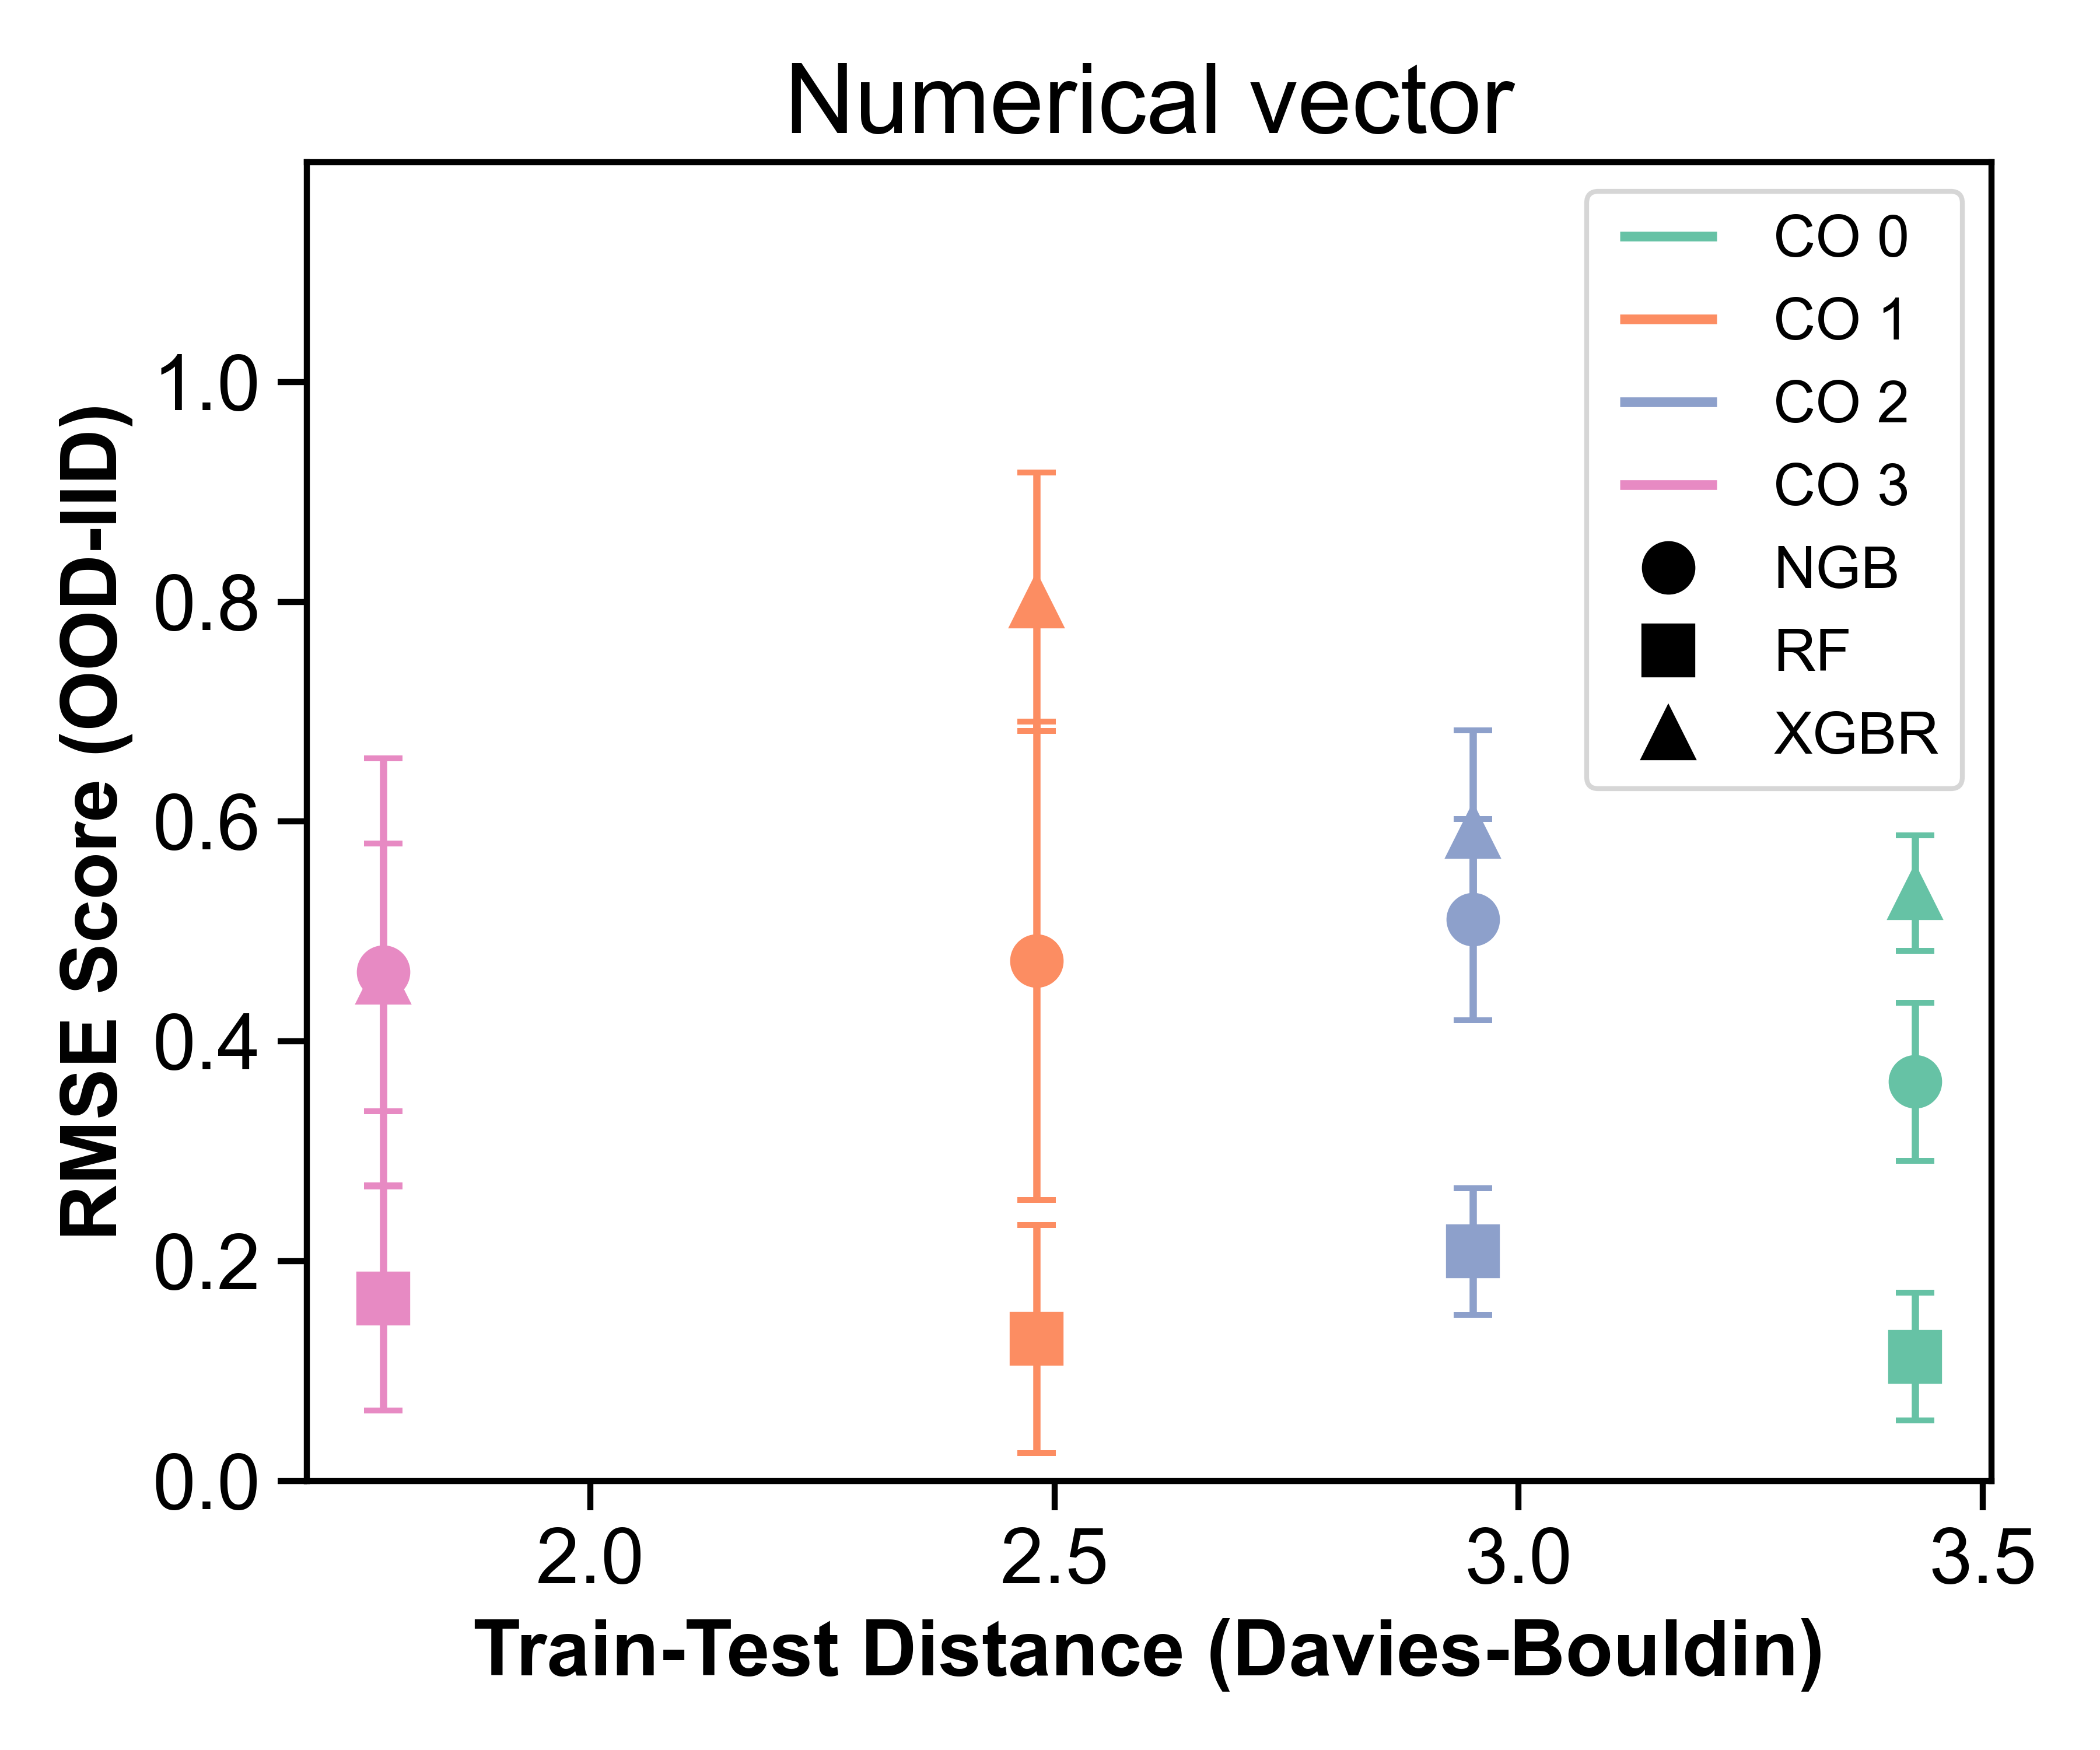 Numerical vector
RMSE Score (OOD-IID)
1.0
0.8
0.6
0.4
0.2
0.0
CO 0
CO 1
CO 2
CO 3
NGB
RF
XGBR
2.0 2.5 3.0 3.5
Train-Test Distance (Davies-Bouldin)